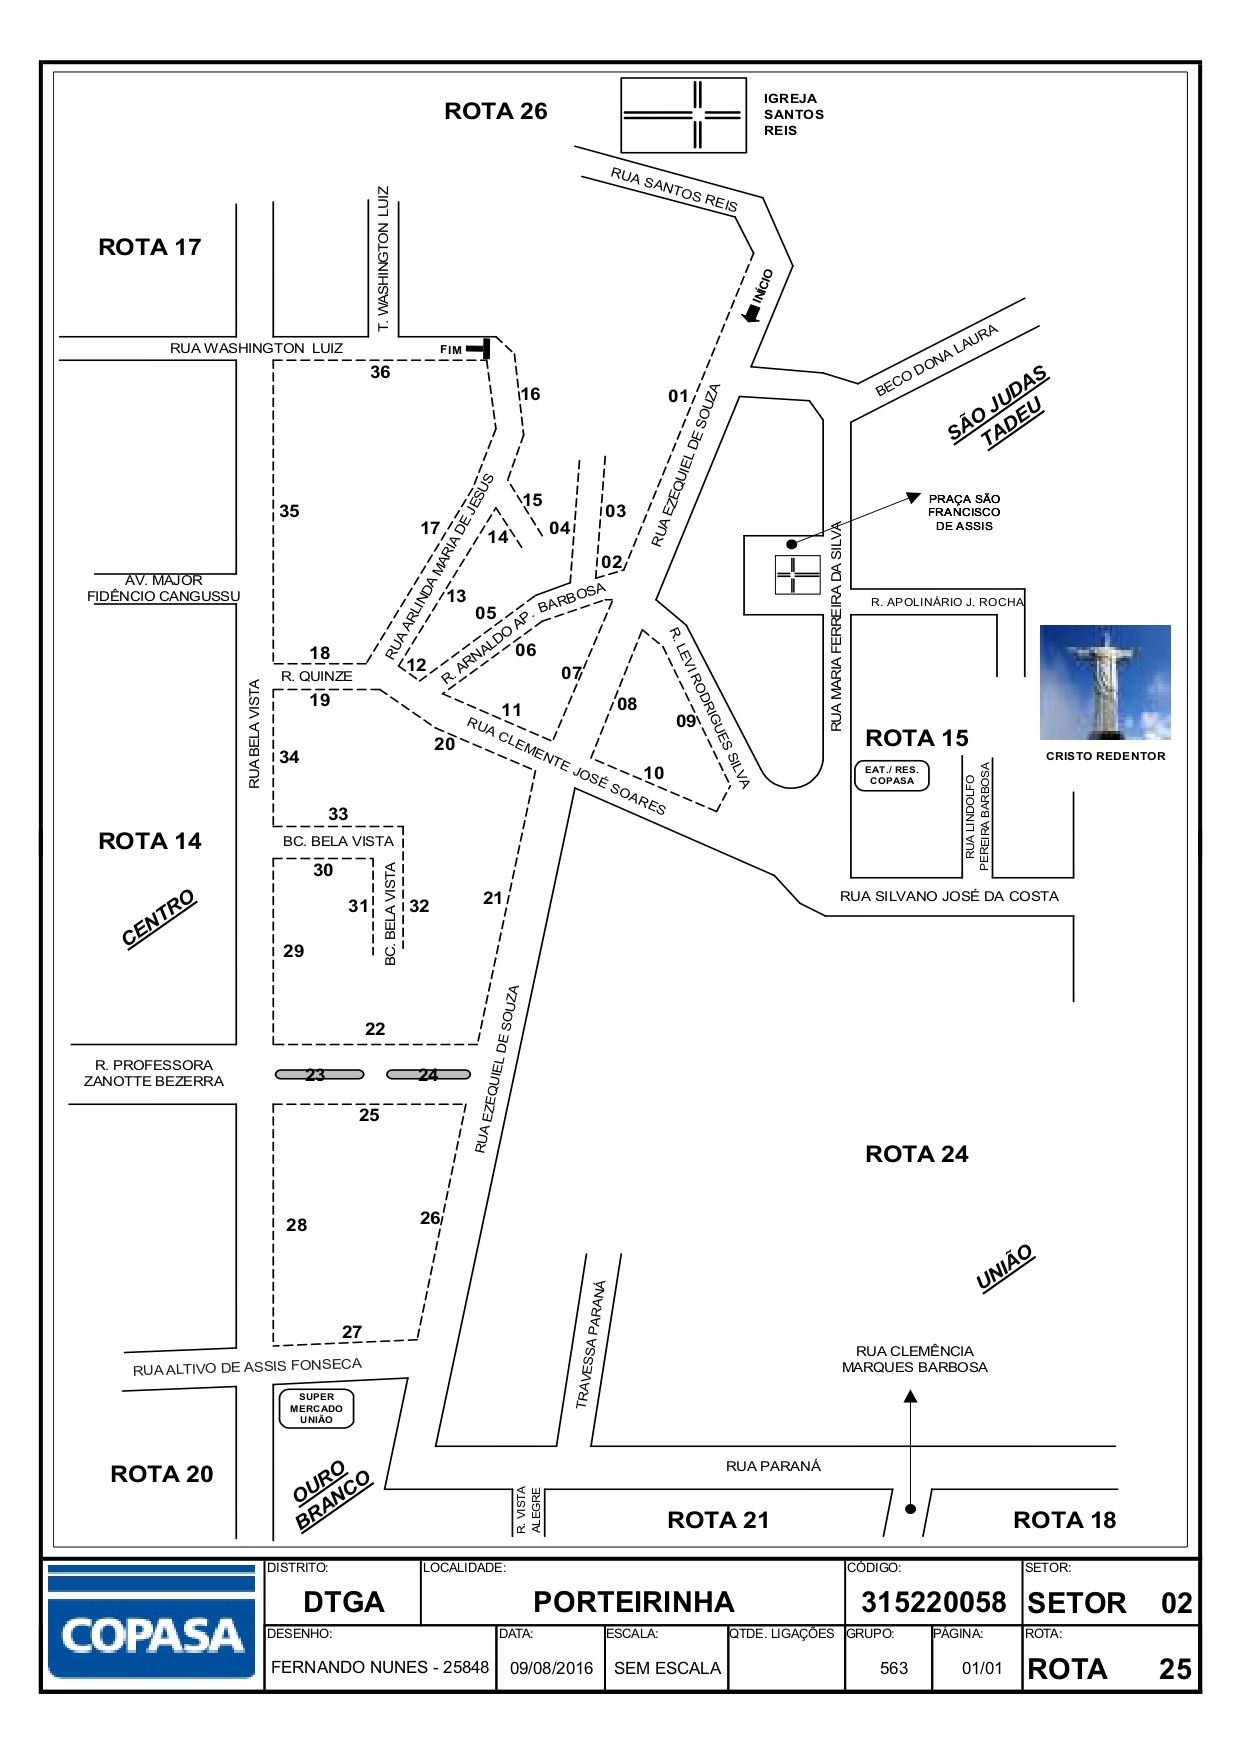 ROTA 26
IGREJA
SANTOS
REIS
RUA SANTOS REIS
T. WASHINGTON LUIZ
ROTA 17
INÍCIO
RUA WASHINGTON LUIZ
FIM
36
16
01
BECO DONA LAURA
SÃO JUDAS
TADEU
RUA EZEQUIEL DE SOUZA
35
17
15
04
03
14
02
RUA ARLINDA MARIA DE JESUS
PRAÇA SÃO
FRANCISCO
DE ASSIS
AV. MAJOR
FIDÊNCIO CANGUSSU
13
05
R. ARNALDO AP. BARBOSA
RUA MARIA FERREIRA DA SILVA
R. APOLINÁRIO J. ROCHA
18
12
06
07
R. QUINZE
19
11
08
09
R. LEVI RODRIGUES SILVA
RUA BELA VISTA
34
20
RUA CLEMENTE JOSÉ SOARES
10
ROTA 15
CRISTO REDENTOR
EAT./ RES.
COPASA
RUA LINDOLFO
PEREIRA BARBOSA
33
BC. BELA VISTA
ROTA 14
30
31
32
BC. BELA VISTA
21
RUA SILVANO JOSÉ DA COSTA
CENTRO
29
22
RUA EZEQUIEL DE SOUZA
R. PROFESSORA
ZANOTTE BEZERRA
23
24
25
ROTA 24
28
26
UNIÃO
27
TRAVESSA PARANÁ
RUA ALTIVO DE ASSIS FONSECA
RUA CLEMÊNCIA
MARQUES BARBOSA
SUPER
MERCADO
UNIÃO
ROTA 20
OURO
BRANCO
RUA PARANÁ
R. VISTA
ALEGRE
ROTA 21
ROTA 18
COPASA
DISTRITO:
DTGA
LOCALIDADE:
PORTEIRINHA
CÓDIGO:
315220058
SETOR:
SETOR 02
DESENHO:
FERNANDO NUNES - 25848
DATA:
09/08/2016
ESCALA:
SEM ESCALA
QTDE. LIGAÇÕES
GRUPO:
563
PÁGINA:
01/01
ROTA:
ROTA 25